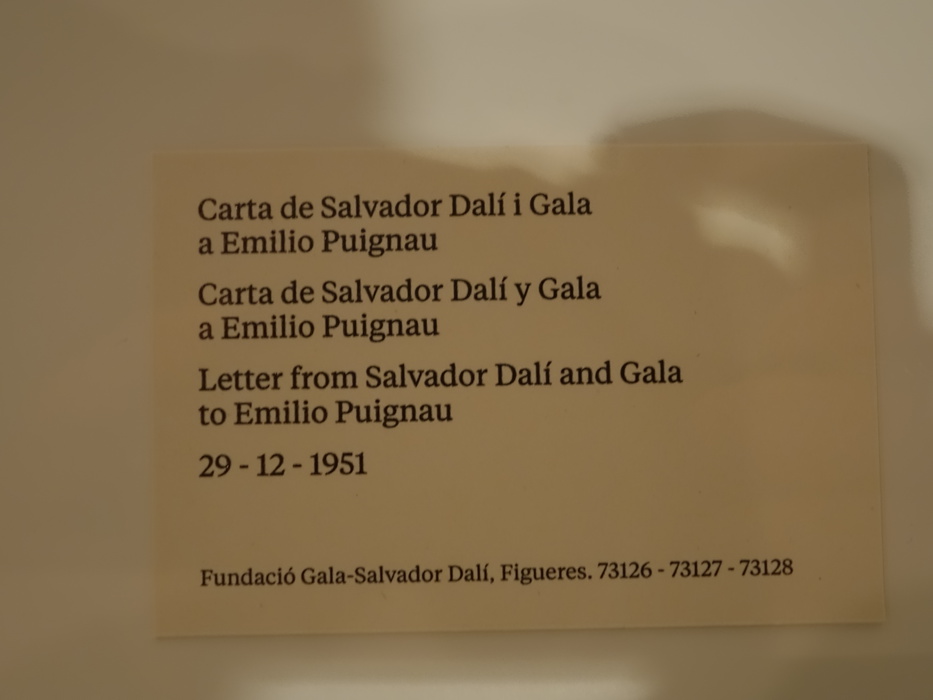 Carta de Salvador Dalí i Gala
a Emilio Puignau
Carta de Salvador Dalí y Gala
a Emilio Puignau
Letter from Salvador Dalí and Gala
to Emilio Puignau
29 - 12 - 1951
Fundació Gala-Salvador Dalí, Figueres. 73126 - 73127 - 73128